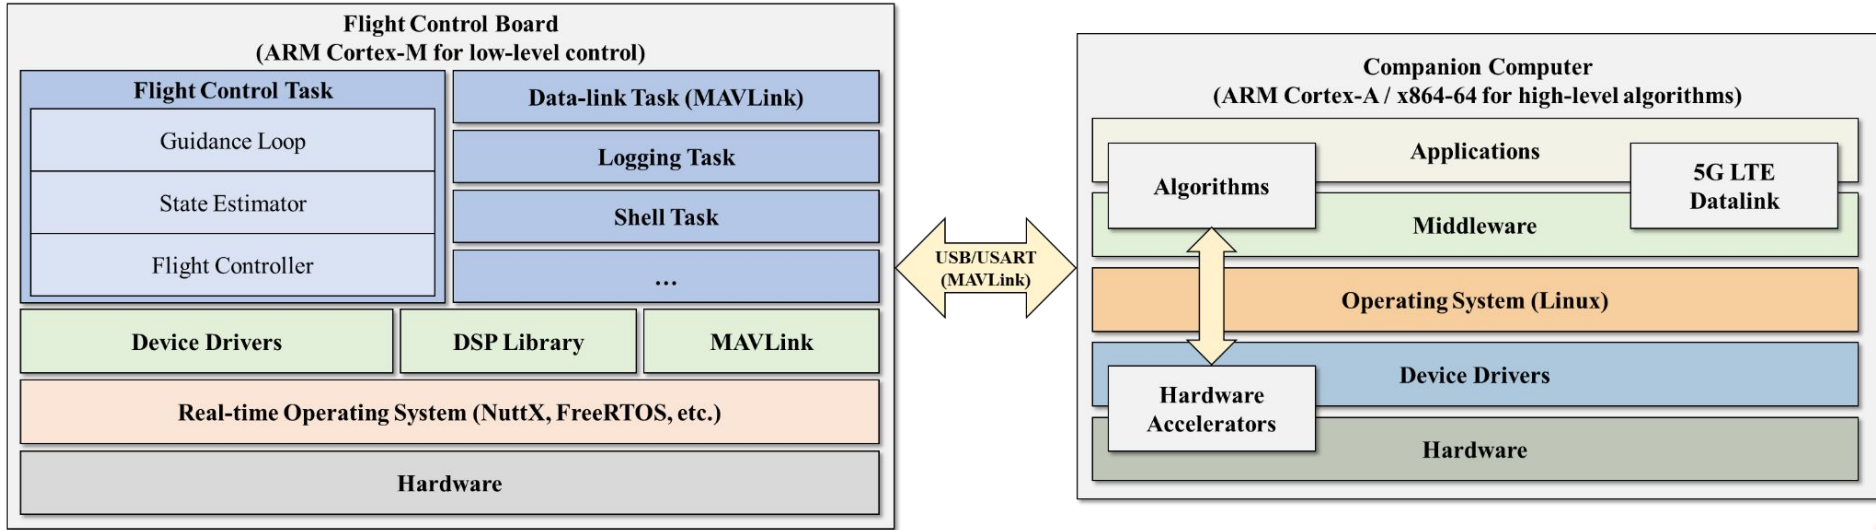 Flight Control Board
(ARM Cortex-M for low-level control)
Flight Control Task
Guidance Loop
State Estimator
Flight Controller
Data-link Task (MAVLink)
Logging Task
Shell Task
...
Device Drivers
DSP Library
MAVLink
Real-time Operating System (NuttX, FreeRTOS, etc.)
Hardware
USB/USART
(MAVLink)
Companion Computer
(ARM Cortex-A / x864-64 for high-level algorithms)
Applications
Algorithms
5G LTE
Datalink
Middleware
Operating System (Linux)
Device Drivers
Hardware
Accelerators
Hardware